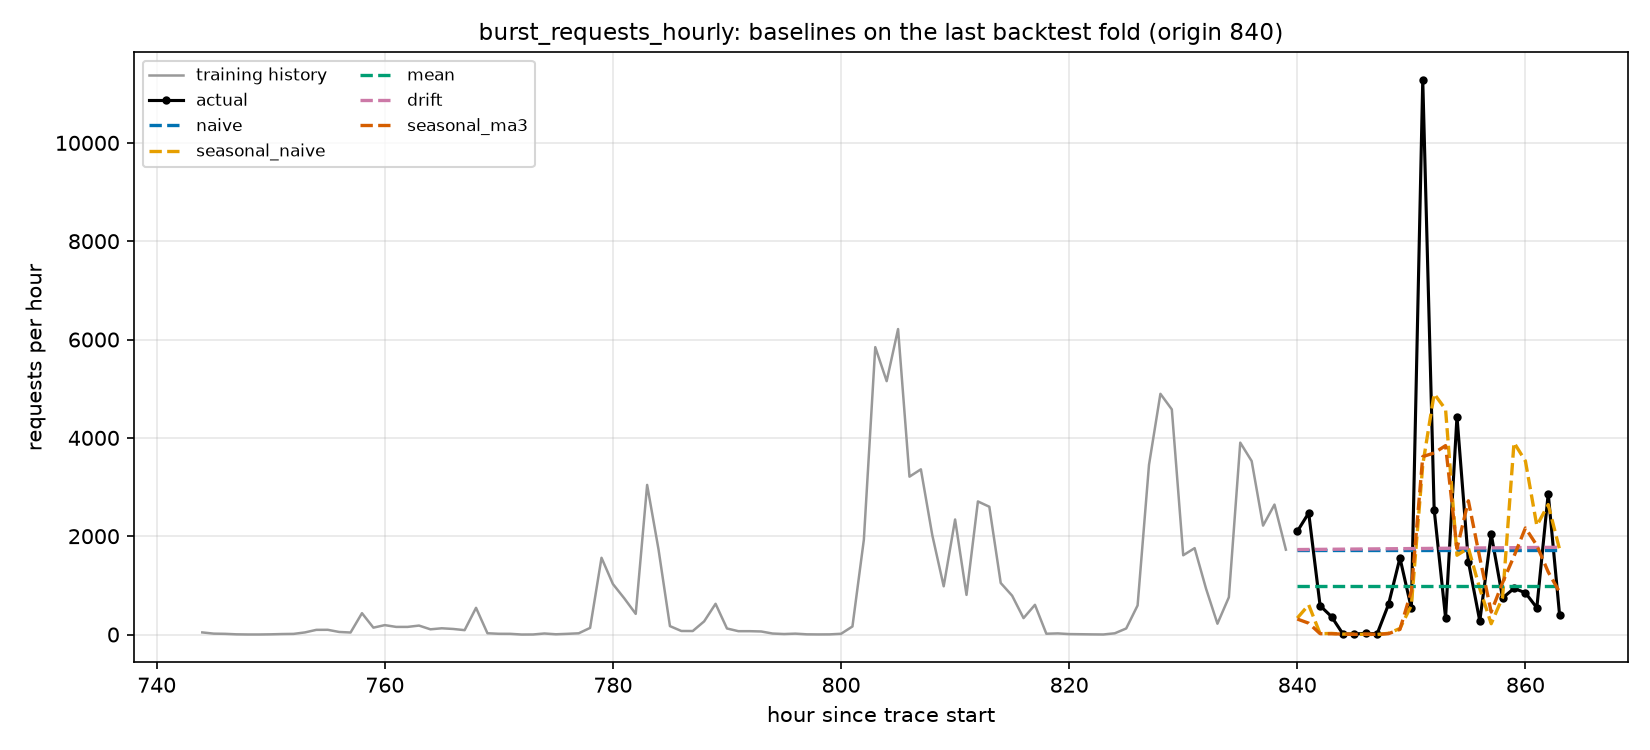 burst_requests_hourly: baselines on the last backtest fold (origin 840)
training history
actual
naive
seasonal_naive
mean
drift
seasonal_ma3
requests per hour
10000
8000
6000
4000
2000
0
740
760
780
800
820
840
860
hour since trace start